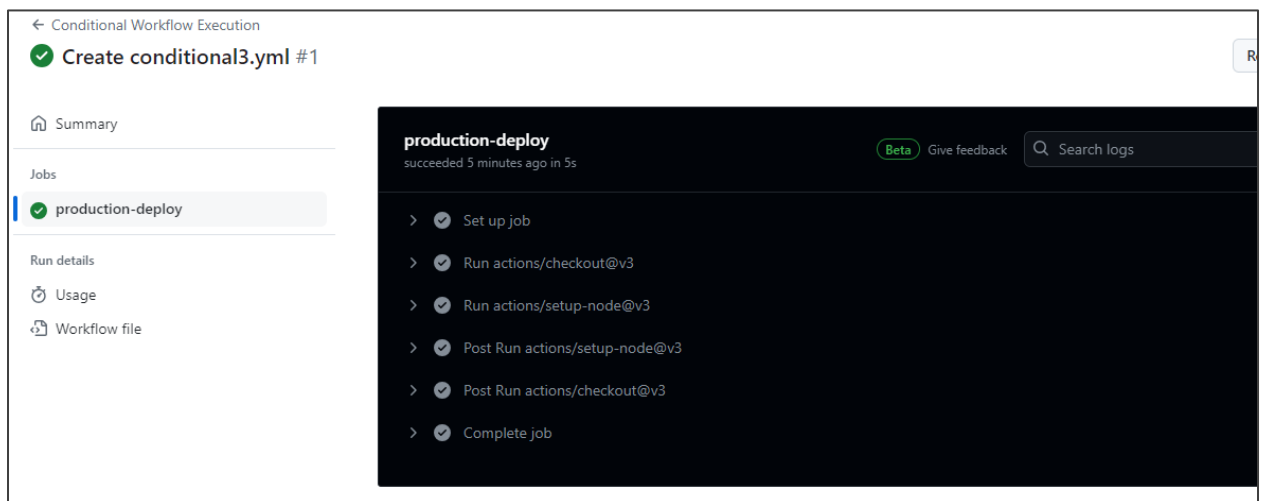 ← Conditional Workflow Execution
Create conditional3.yml #1
Summary
Jobs
production-deploy
Run details
Usage
Workflow file
production-deploy
succeeded 5 minutes ago in 5s
Beta Give feedback
Search logs
Set up job
Run actions/checkout@v3
Run actions/setup-node@v3
Post Run actions/setup-node@v3
Post Run actions/checkout@v3
Complete job